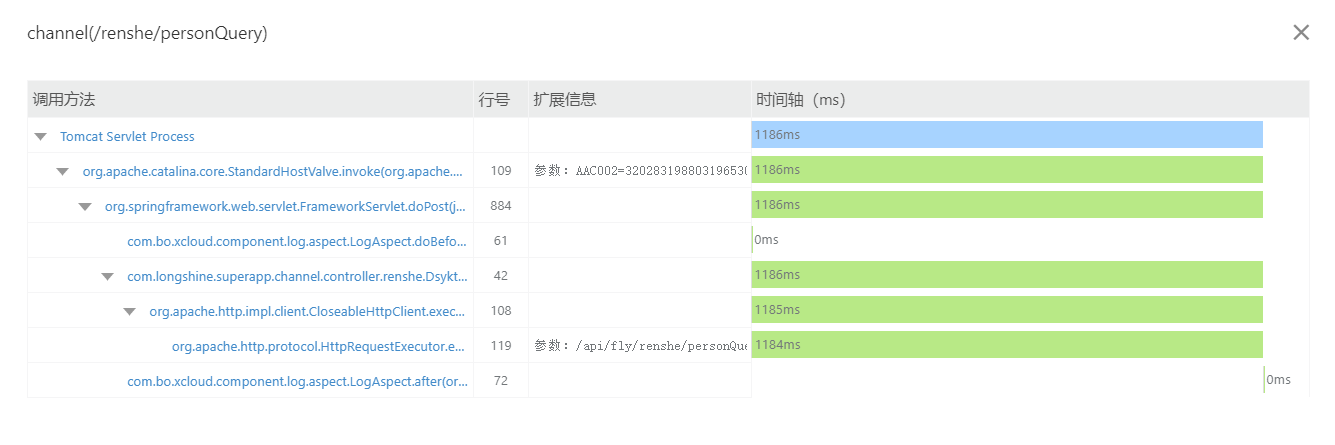 channel(/renshe/personQuery)
调用方法 行号 扩展信息 时间轴（ms）
Tomcat Servlet Process 1186ms
org.apache.catalina.core.StandardHostValve.invoke(org.apache.... 109 参数：AAC002=320283198803196530 1186ms
org.springframework.web.servlet.FrameworkServlet.doPost(j... 884 1186ms
com.bo.xcloud.component.log.aspect.LogAspect.doBefo... 61 0ms
com.longshine.superapp.channel.controller.renshe.Dsykt... 42 1186ms
org.apache.http.impl.client.CloseableHttpClient.exec... 108 1185ms
org.apache.http.protocol.HttpRequestExecutor.e... 119 参数：/api/fly/renshe/personQue 1184ms
com.bo.xcloud.component.log.aspect.LogAspect.after(or... 72 0ms